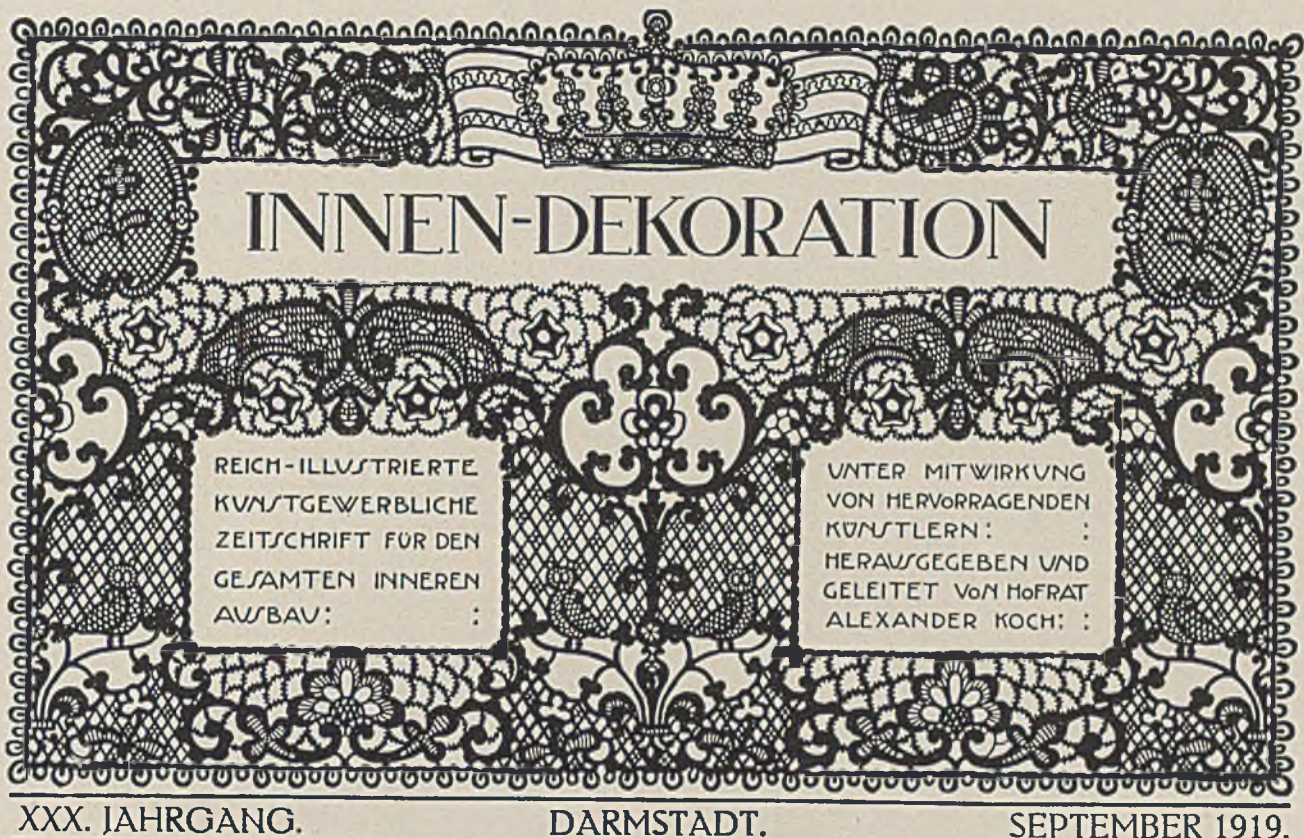 INNEN-DEKORATION
REICH-ILLUSTRIERTE
KUNSTGEWERBLICHE
ZEITSCHRIFT FÜR DEN
GESAMTEN INNEREN
AUSBAU: :
UNTER MITWIRKUNG
VON HERVORRAGENDEN
KÜNSTLERN: :
HERAUSGEGEBEN UND
GELEITET VON HOFRAT
ALEXANDER KOCH: :
XXX. JAHRGANG. DARMSTADT. SEPTEMBER 1919.